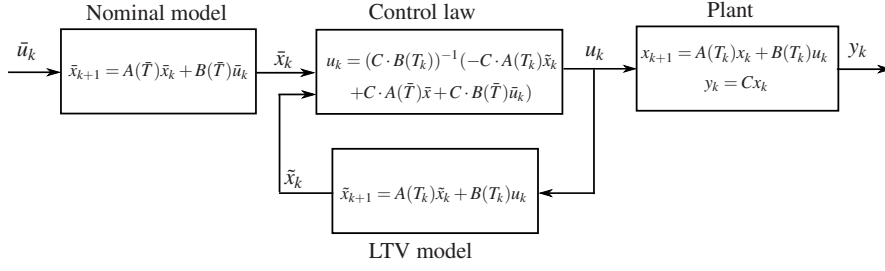 Nominal model
Control law
Plant
ū_k
x̄_{k+1} = A(T̄)x̄_k + B(T̄)ū_k
x̄_k
u_k = (C·B(T_k))^{-1}(-C·A(T_k)x̃_k
+C·A(T̄)x̄ + C·B(T̄)ū_k)
u_k
x_{k+1} = A(T_k)x_k + B(T_k)u_k
y_k = Cx_k
y_k
x̃_k
x̃_{k+1} = A(T_k)x̃_k + B(T_k)u_k
LTV model